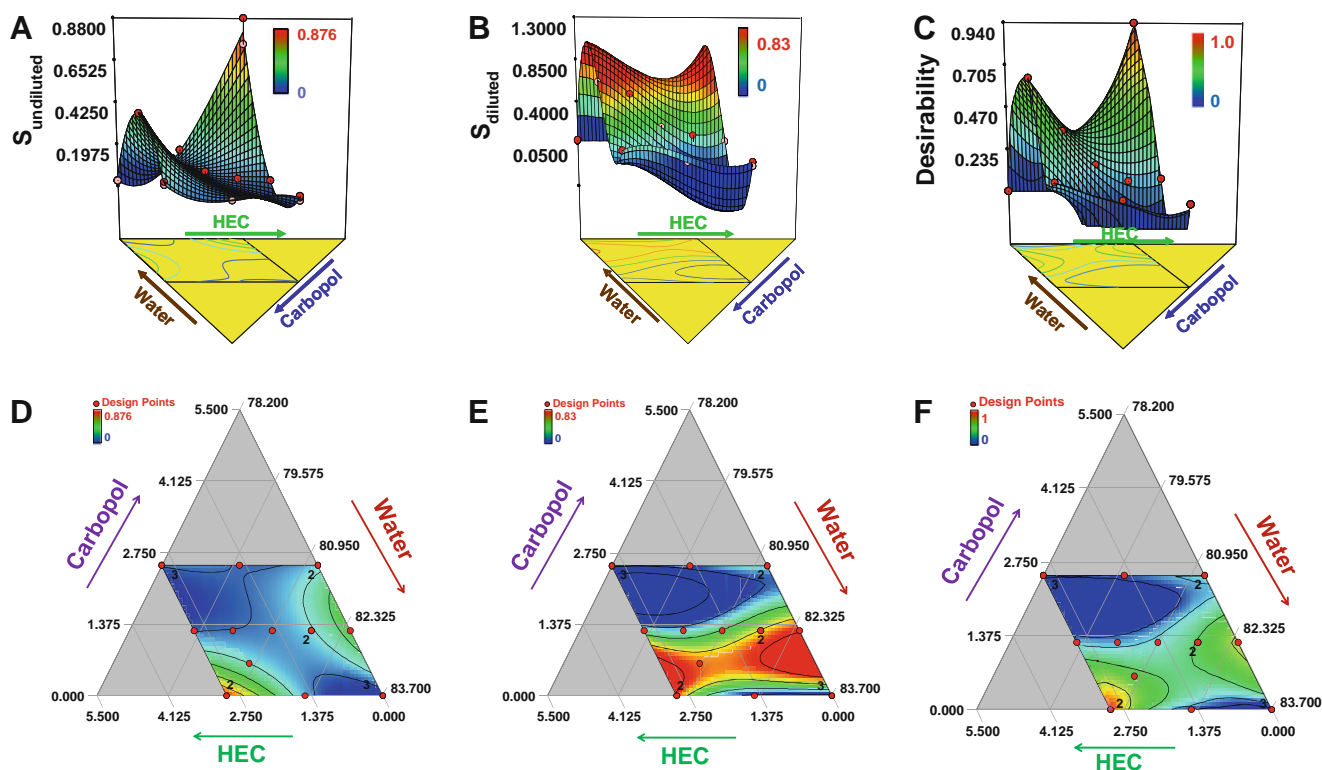 A
0.8800
0.6525
0.4250
0.1975
S undiluted
0.876
0
HEC
Water
Carbopol
B
1.3000
0.8500
0.4000
0.0500
S diluted
0.83
0
HEC
Water
Carbopol
C
0.940
0.705
0.470
0.235
Desirability
1.0
0
HEC
Water
Carbopol
D
Design Points
0.876
0
5.500
78.200
4.125
79.575
Carbopol
Water
2.750
80.950
3
2
1.375
82.325
2
2
3
0.000
83.700
5.500
4.125
2.750
1.375
0.000
HEC
E
Design Points
0.83
0
5.500
78.200
4.125
79.575
Carbopol
Water
2.750
80.950
3
2
1.375
82.325
2
2
3
0.000
83.700
5.500
4.125
2.750
1.375
0.000
HEC
F
Design Points
1
0
5.500
78.200
4.125
79.575
Carbopol
Water
2.750
80.950
3
2
1.375
82.325
2
2
3
0.000
83.700
5.500
4.125
2.750
1.375
0.000
HEC